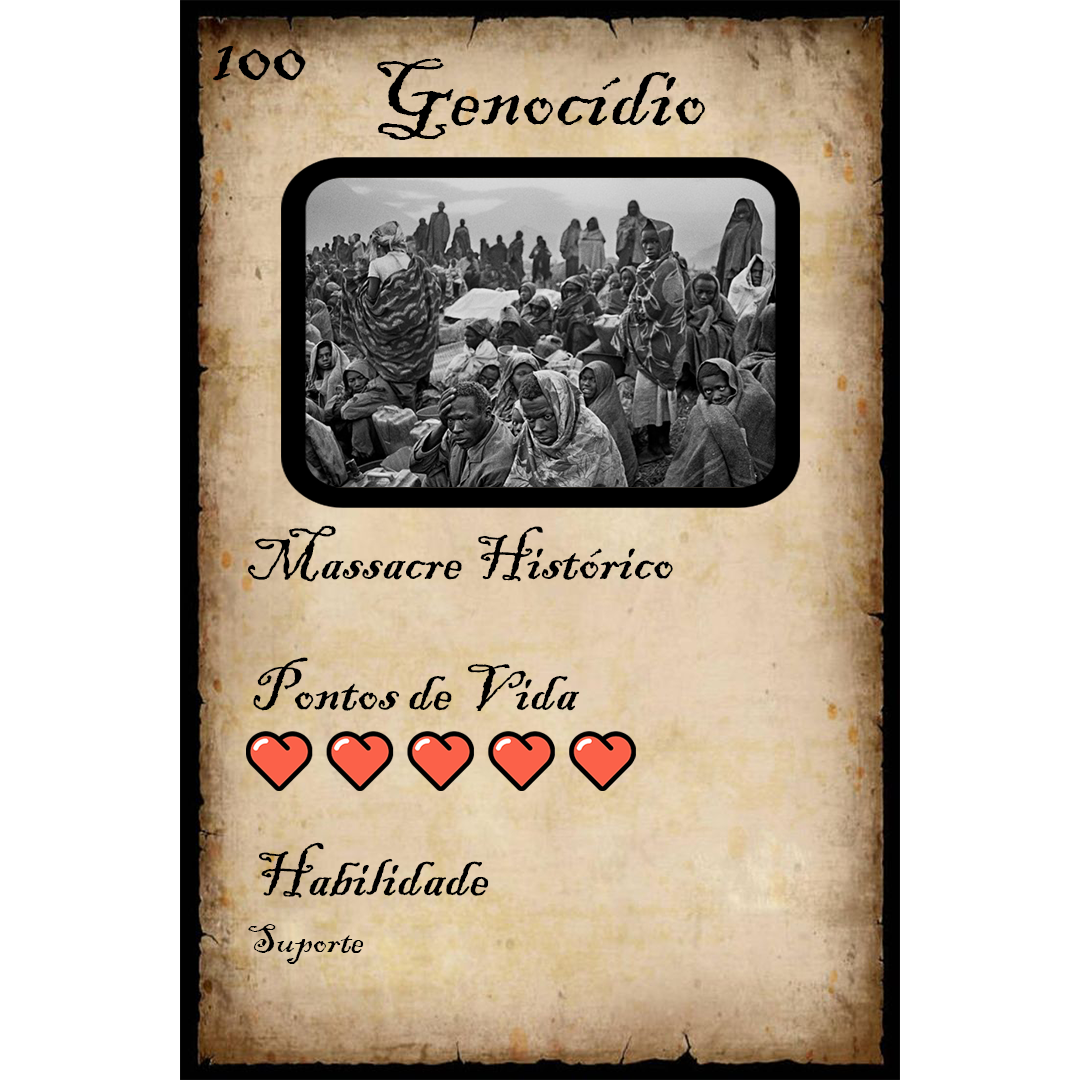 100
Genocídio
Massacre Histórico
Pontos de Vida
Habilidade
Suporte